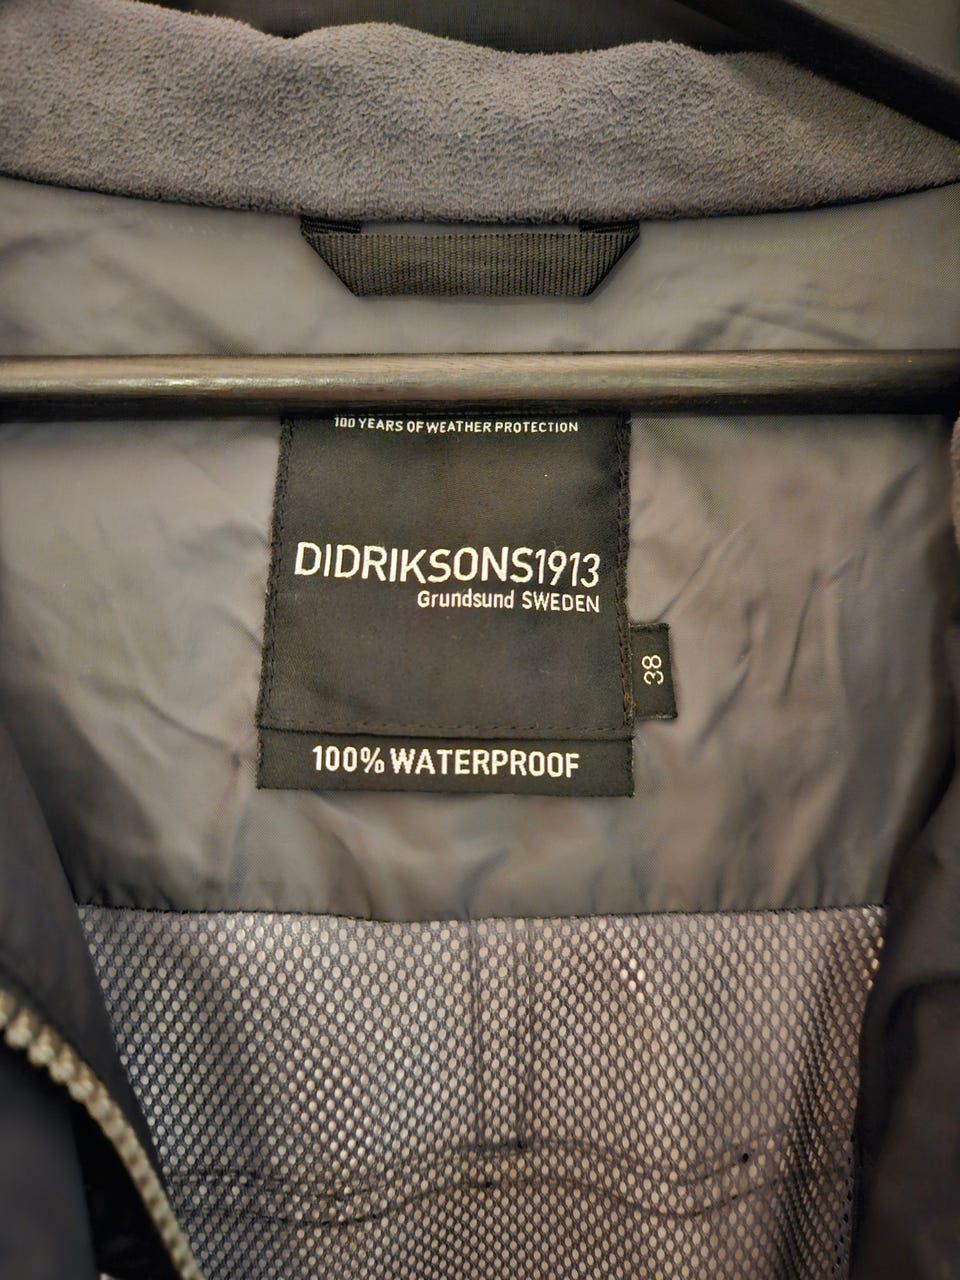 100 YEARS OF WEATHER PROTECTION
DIDRIKSONS1913
Grundsund SWEDEN
38
100% WATERPROOF